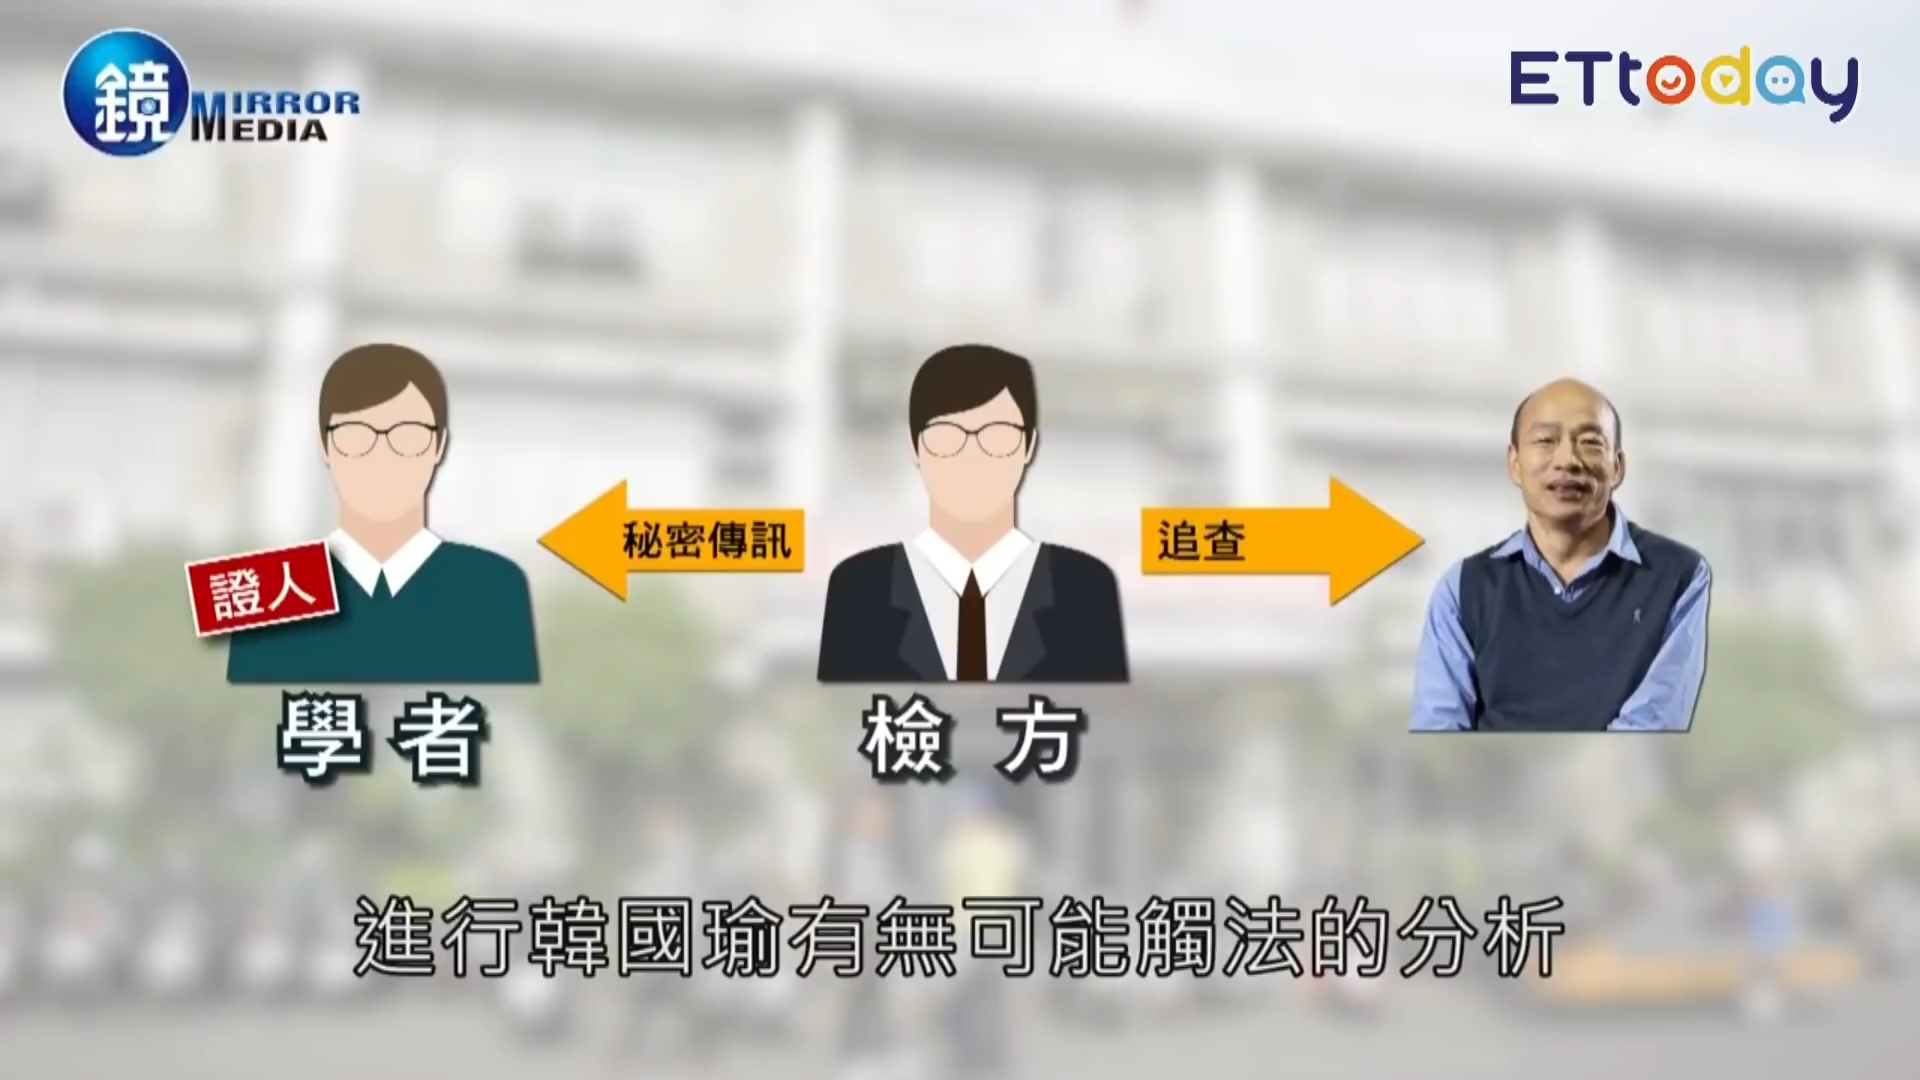 鏡 MIRROR MEDIA
ETtoday
證人
秘密傳訊
追查
學者
檢方
進行韓國瑜有無可能觸法的分析